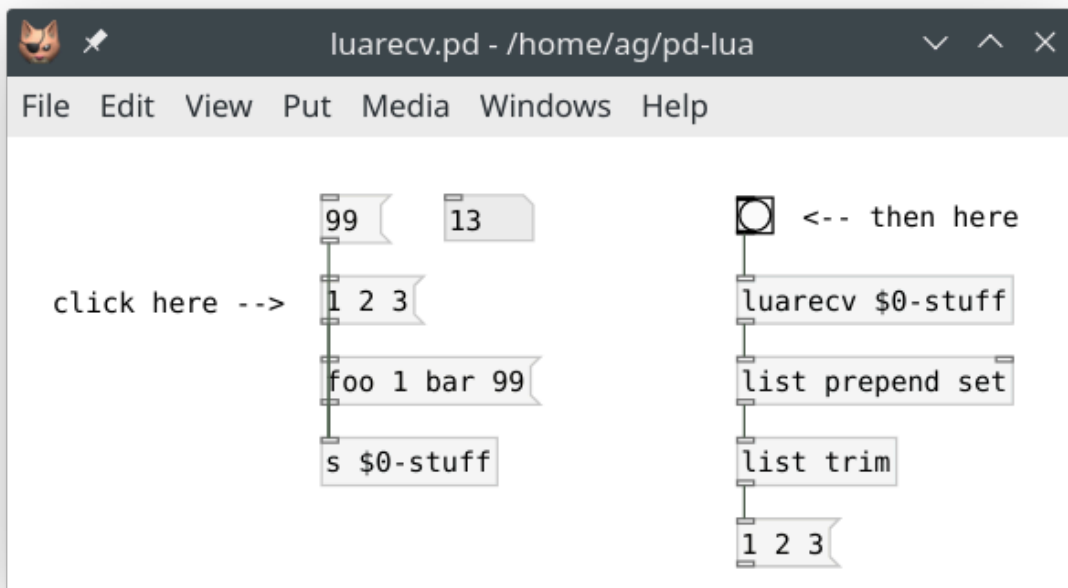 luarecv.pd - /home/ag/pd-lua
File Edit View Put Media Windows Help
99
13
<-- then here
click here -->
1 2 3
luarecv $0-stuff
foo 1 bar 99
list prepend set
s $0-stuff
list trim
1 2 3